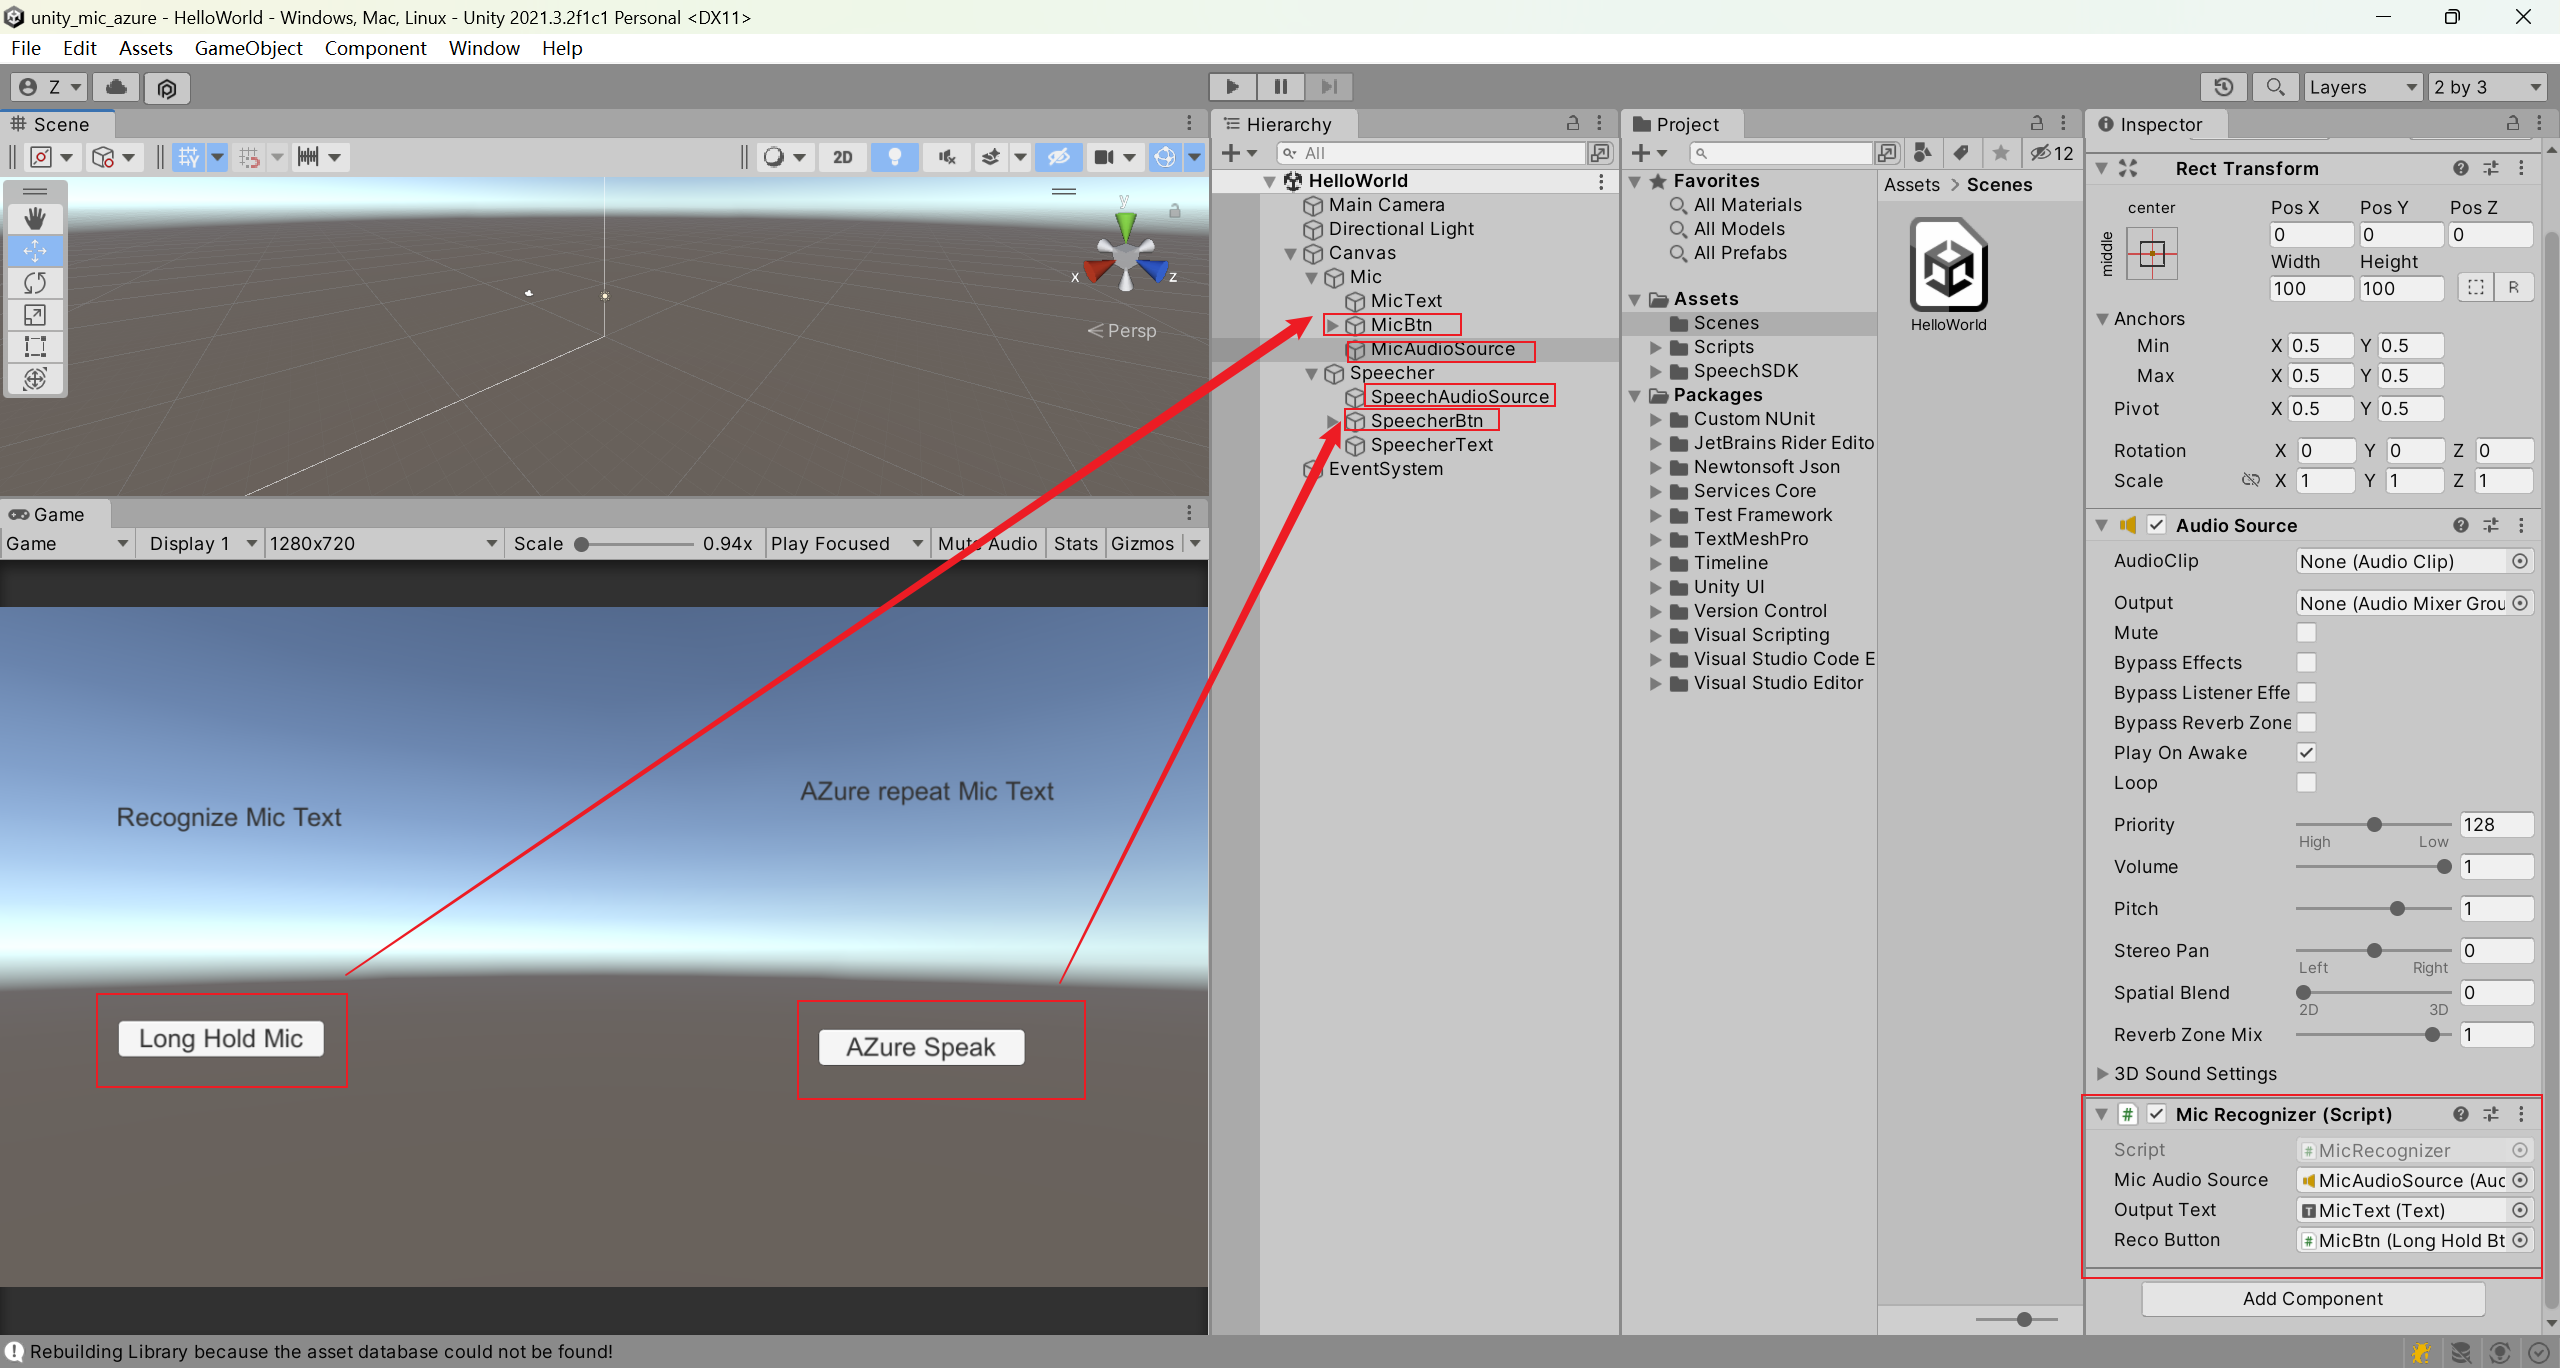 unity_mic_azure - HelloWorld - Windows, Mac, Linux - Unity 2021.3.2f1c1 Personal <DX11>
File Edit Assets GameObject Component Window Help
Z
Layers
2 by 3
Scene
2D
y
x
z
Persp
Game
Game
Display 1
1280x720
Scale
0.94x
Play Focused
Mute Audio
Stats
Gizmos
Recognize Mic Text
AZure repeat Mic Text
Long Hold Mic
AZure Speak
Hierarchy
All
HelloWorld
Main Camera
Directional Light
Canvas
Mic
MicText
MicBtn
MicAudioSource
Speecher
SpeechAudioSource
SpeecherBtn
SpeecherText
EventSystem
Project
12
Favorites
All Materials
All Models
All Prefabs
Assets
Scenes
Scripts
SpeechSDK
Packages
Custom NUnit
JetBrains Rider Edito
Newtonsoft Json
Services Core
Test Framework
TextMeshPro
Timeline
Unity UI
Version Control
Visual Scripting
Visual Studio Code E
Visual Studio Editor
Assets > Scenes
HelloWorld
Inspector
Rect Transform
center
middle
Pos X Pos Y Pos Z
0 0 0
Width Height
100 100
R
Anchors
Min X 0.5 Y 0.5
Max X 0.5 Y 0.5
Pivot X 0.5 Y 0.5
Rotation X 0 Y 0 Z 0
Scale X 1 Y 1 Z 1
Audio Source
AudioClip None (Audio Clip)
Output None (Audio Mixer Grou
Mute
Bypass Effects
Bypass Listener Effe
Bypass Reverb Zone
Play On Awake
Loop
Priority 128
High Low
Volume 1
Pitch 1
Stereo Pan 0
Left Right
Spatial Blend 0
2D 3D
Reverb Zone Mix 1
3D Sound Settings
# Mic Recognizer (Script)
Script # MicRecognizer
Mic Audio Source MicAudioSource (Auc
Output Text T MicText (Text)
Reco Button # MicBtn (Long Hold Bt
Add Component
Rebuilding Library because the asset database could not be found!